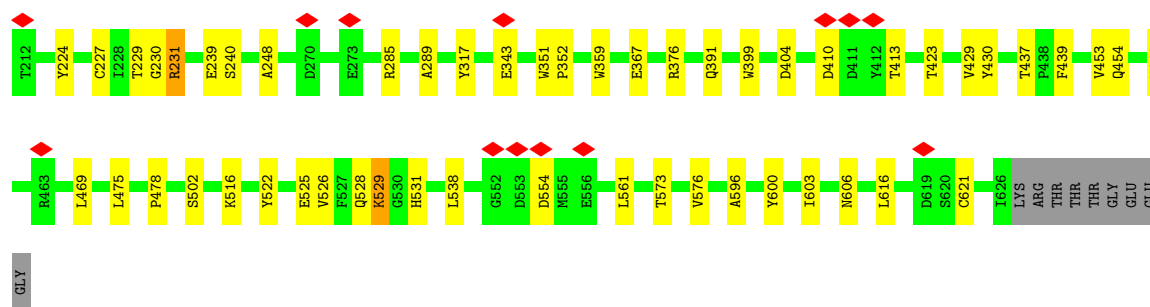 T212 Y224 C227 I228 T229 G230 R231 E239 S240 A248 D270 E273 R285 A289 Y317 E343 W351 P352 W359 E367 R376 Q391 W399 D404 D410 D411 Y412 T413 T423 V429 Y430 T437 P438 F439 V453 Q454
R463 L469 L475 P478 S502 K516 Y522 E525 V526 F527 Q528 K529 G530 H531 L538 G552 D553 D554 M555 E556 L561 T573 V576 A596 Y600 I603 N606 L616 D619 S620 C621 I626 LYS ARG THR THR THR GLY GLU
GLY